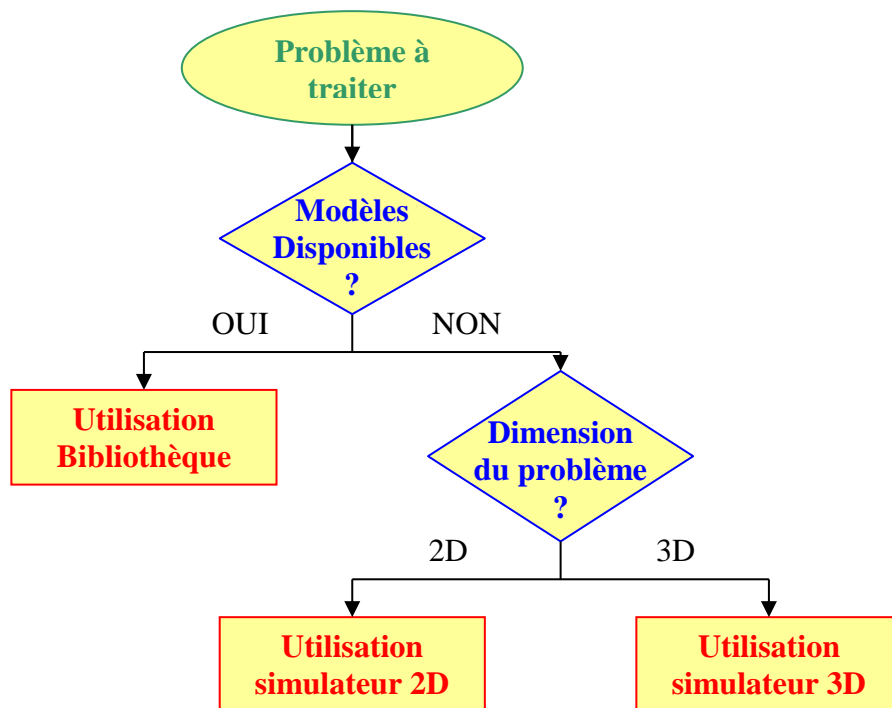 Problème à
traiter
Modèles
Disponibles
?
OUI
NON
Utilisation
Bibliothèque
Dimension
du problème
?
2D
3D
Utilisation
simulateur 2D
Utilisation
simulateur 3D